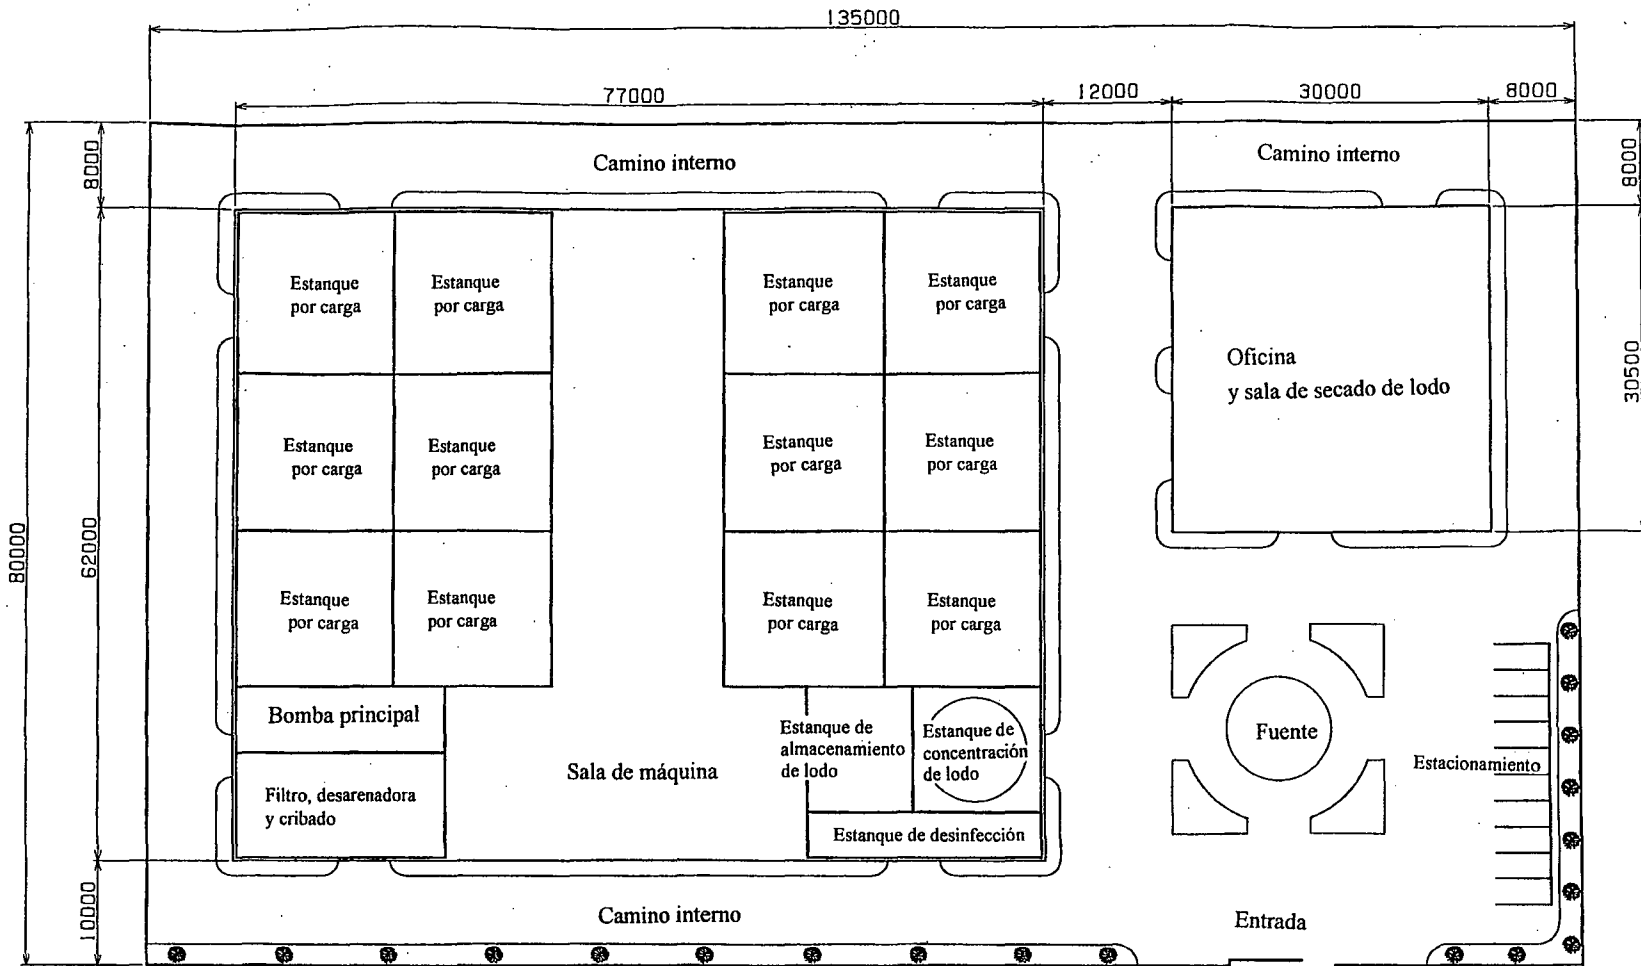 135000
77000
12000
30000
8000
8000
Camino interno
Camino interno
8000
Estanque
por carga
Estanque
por carga
Estanque
por carga
Estanque
por carga
Oficina
y sala de secado de lodo
30500
Estanque
por carga
Estanque
por carga
Estanque
por carga
Estanque
por carga
80000
62000
Estanque
por carga
Estanque
por carga
Estanque
por carga
Estanque
por carga
Bomba principal
Estanque de
almacenamiento
de lodo
Estanque de
concentración
de lodo
Fuente
Estacionamiento
Sala de máquina
Filtro, desarenadora
y cribado
Estanque de desinfección
10000
Camino interno
Entrada